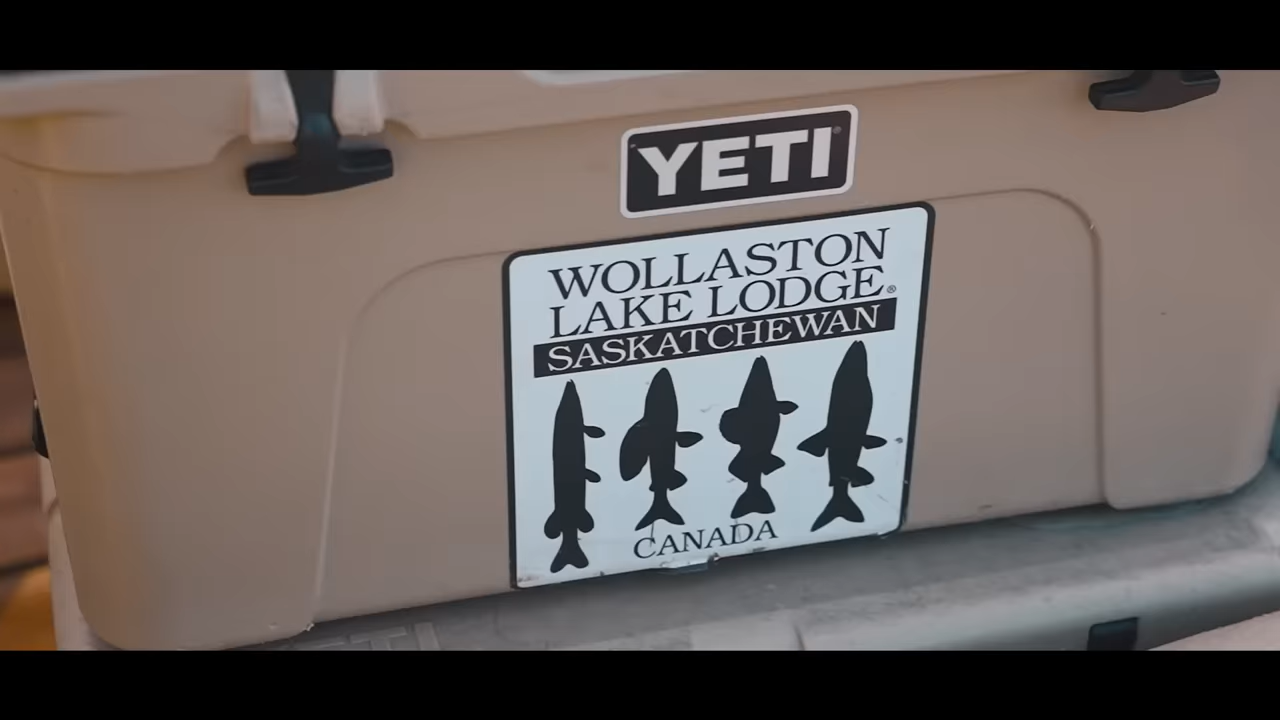 YETI®
WOLLASTON
LAKE LODGE®
SASKATCHEWAN
CANADA